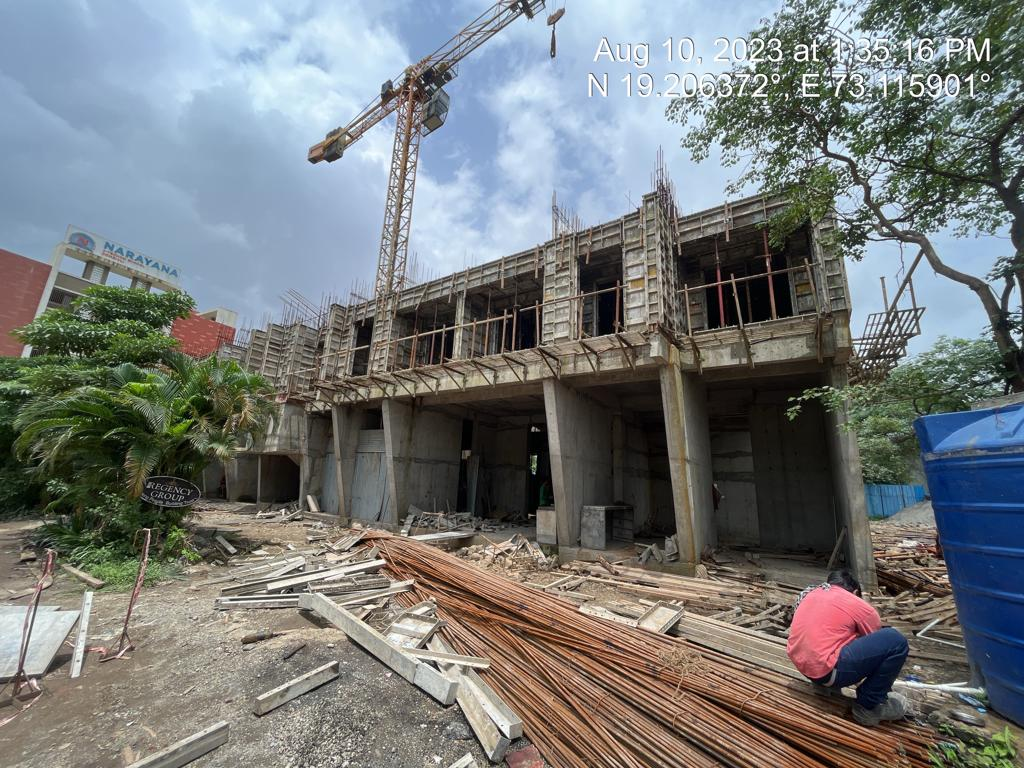 Aug 10, 2023 at 1:35:16 PM
N 19.206372°, E 73.115901°
NARAYANA
REGENCY
GROUP